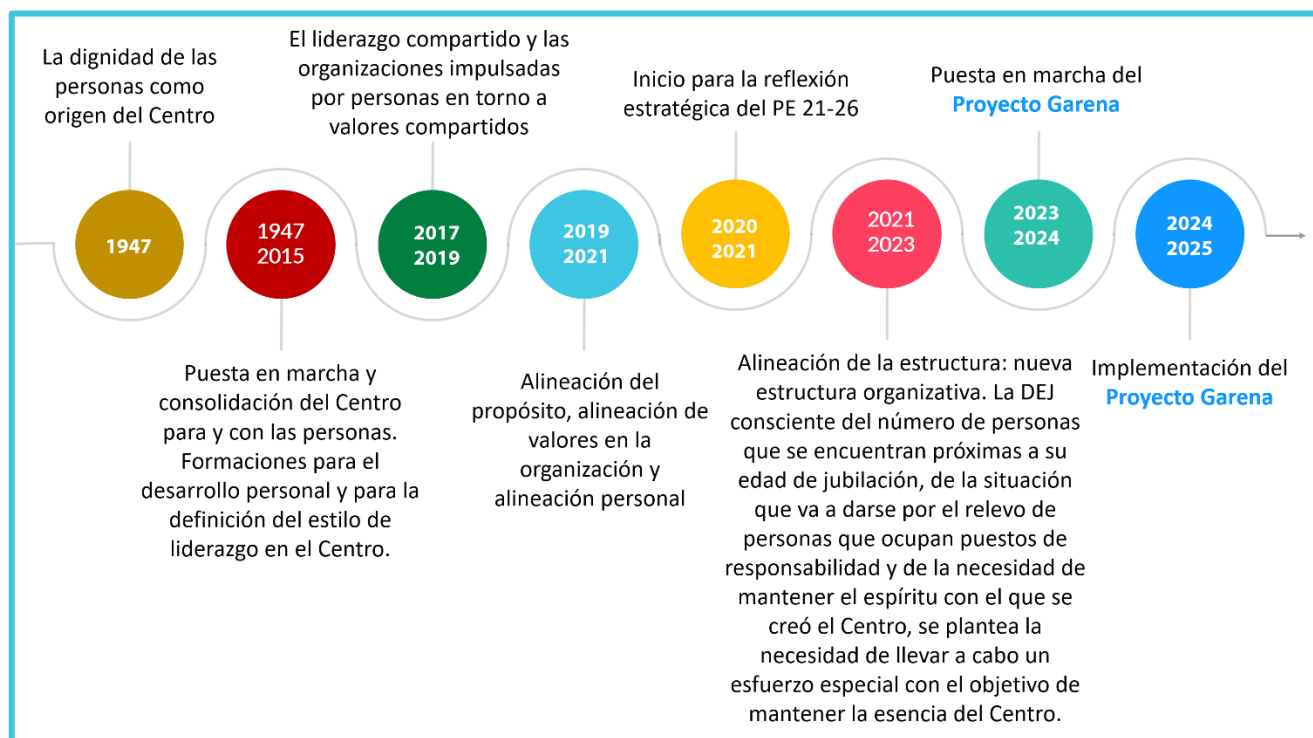 La dignidad de las
personas como
origen del Centro
1947
1947
2015
Puesta en marcha y
consolidación del Centro
para y con las personas.
Formaciones para el
desarrollo personal y para la
definición del estilo de
liderazgo en el Centro.
El liderazgo compartido y las
organizaciones impulsadas
por personas en torno a
valores compartidos
2017
2019
2019
2021
Alineación del
propósito, alineación de
valores en la
organización y
alineación personal
Inicio para la reflexión
estratégica del PE 21-26
2020
2021
2021
2023
Alineación de la estructura: nueva
estructura organizativa. La DEJ
consciente del número de personas
que se encuentran próximas a su
edad de jubilación, de la situación
que va a darse por el relevo de
personas que ocupan puestos de
responsabilidad y de la necesidad de
mantener el espíritu con el que se
creó el Centro, se plantea la
necesidad de llevar a cabo un
esfuerzo especial con el objetivo de
mantener la esencia del Centro.
Puesta en marcha del
Proyecto Garena
2023
2024
2024
2025
Implementación del
Proyecto Garena